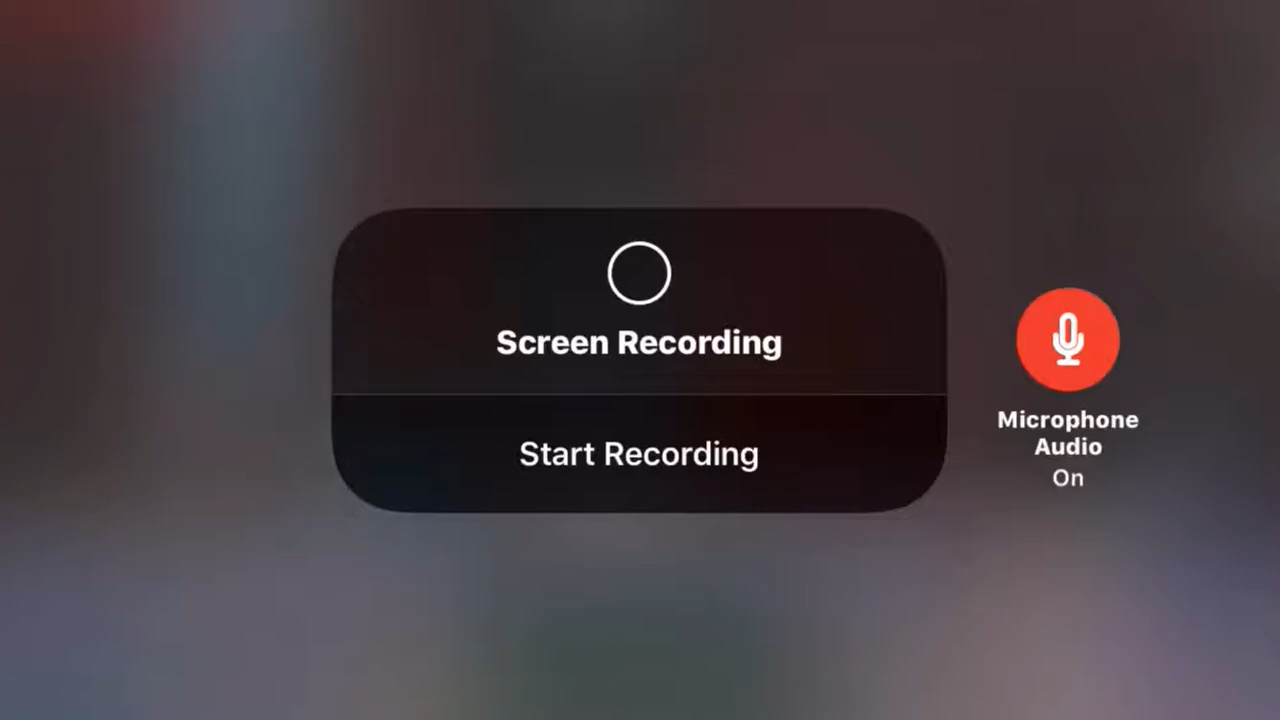 Screen Recording
Start Recording
Microphone
Audio
On